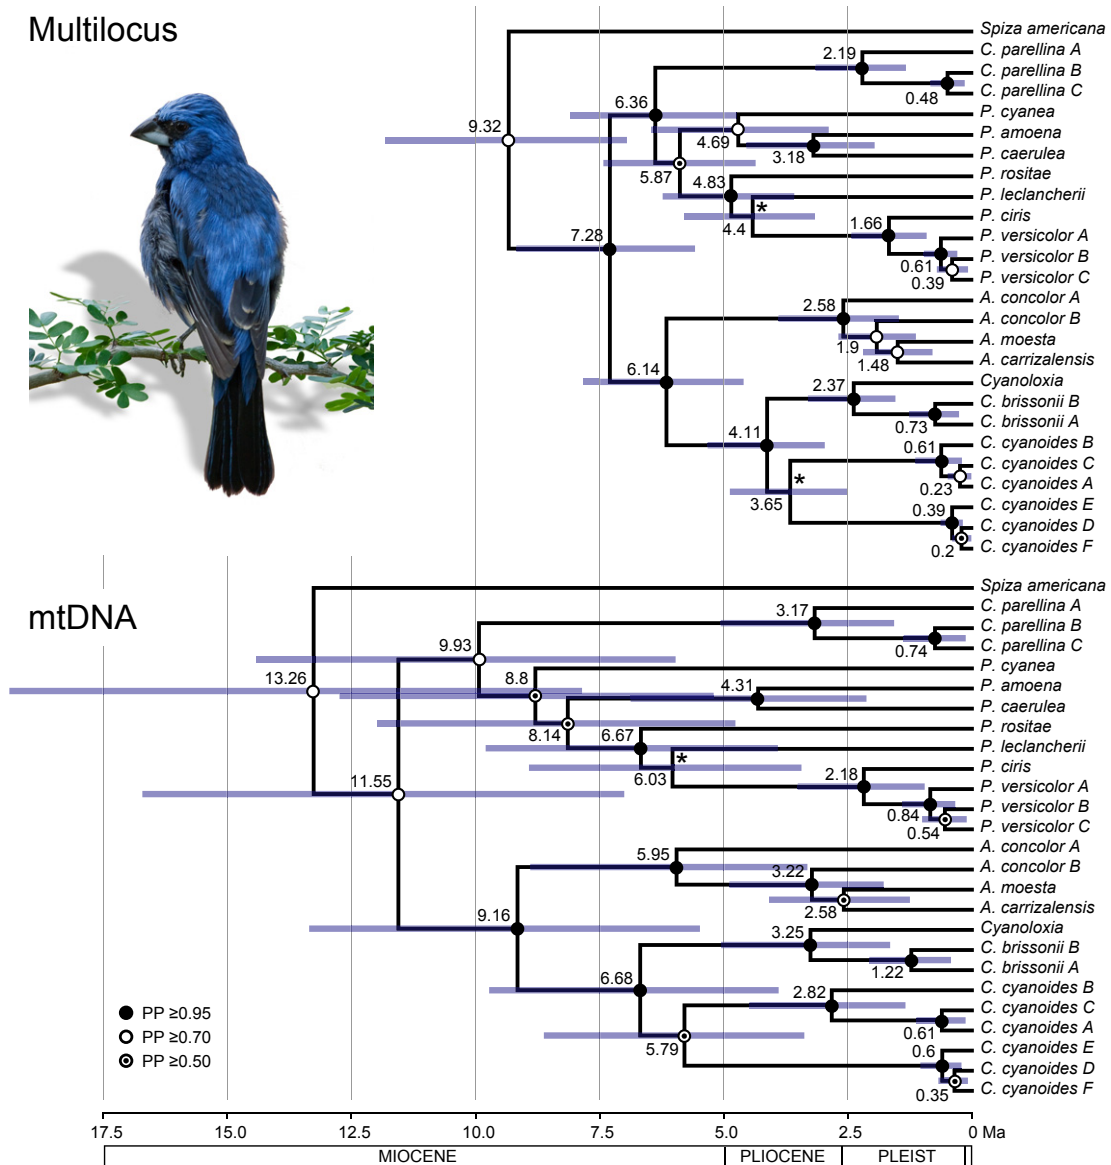 Multilocus
Spiza americana
C. parellina A
2.19
C. parellina B
C. parellina C
0.48
6.36
P. cyanea
9.32
P. amoena
4.69
P. caerulea
3.18
5.87
P. rositae
4.83
P. leclancherii
*
P. ciris
4.4
1.66
P. versicolor A
7.28
P. versicolor B
0.61
P. versicolor C
0.39
A. concolor A
2.58
A. concolor B
A. moesta
1.9
A. carrizalensis
1.48
6.14
Cyanoloxia
2.37
C. brissonii B
C. brissonii A
0.73
4.11
C. cyanoides B
0.61
C. cyanoides C
*
C. cyanoides A
0.23
3.65
C. cyanoides E
0.39
C. cyanoides D
C. cyanoides F
0.2
mtDNA
Spiza americana
C. parellina A
3.17
C. parellina B
C. parellina C
0.74
9.93
P. cyanea
13.26
8.8
P. amoena
4.31
P. caerulea
P. rositae
8.14
6.67
P. leclancherii
*
P. ciris
6.03
2.18
11.55
P. versicolor A
P. versicolor B
0.84
P. versicolor C
0.54
A. concolor A
5.95
A. concolor B
3.22
A. moesta
A. carrizalensis
2.58
9.16
Cyanoloxia
3.25
C. brissonii B
C. brissonii A
1.22
6.68
C. cyanoides B
2.82
C. cyanoides C
C. cyanoides A
0.61
5.79
C. cyanoides E
0.6
C. cyanoides D
C. cyanoides F
0.35
PP ≥0.95
PP ≥0.70
PP ≥0.50
17.5 15.0 12.5 10.0 7.5 5.0 2.5 0 Ma
MIOCENE PLIOCENE PLEIST